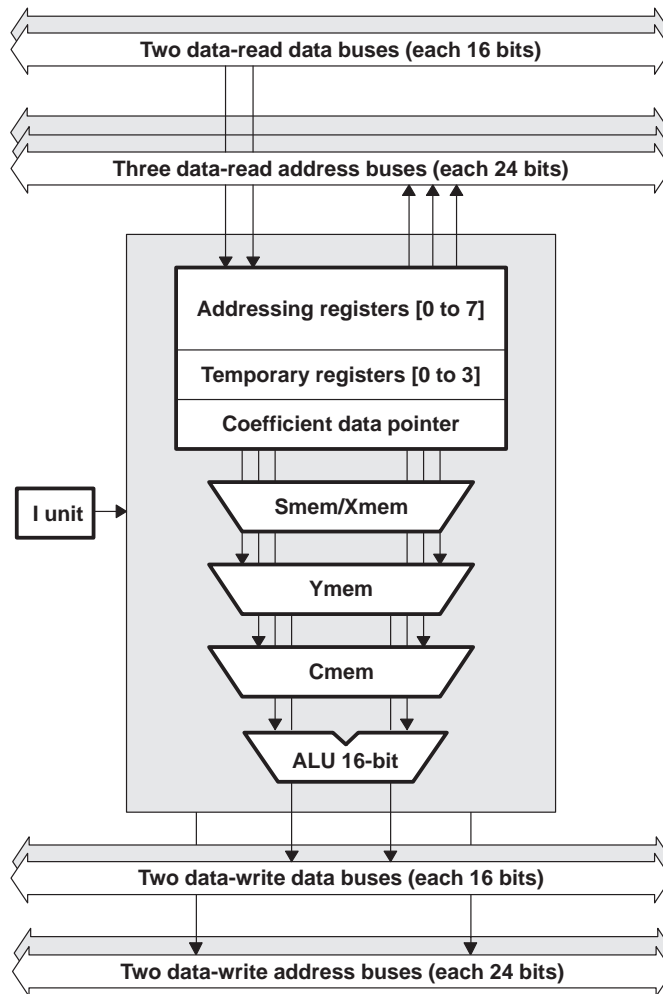 Two data-read data buses (each 16 bits)
Three data-read address buses (each 24 bits)
Addressing registers [0 to 7]
Temporary registers [0 to 3]
Coefficient data pointer
Smem/Xmem
I unit
Ymem
Cmem
ALU 16-bit
Two data-write data buses (each 16 bits)
Two data-write address buses (each 24 bits)